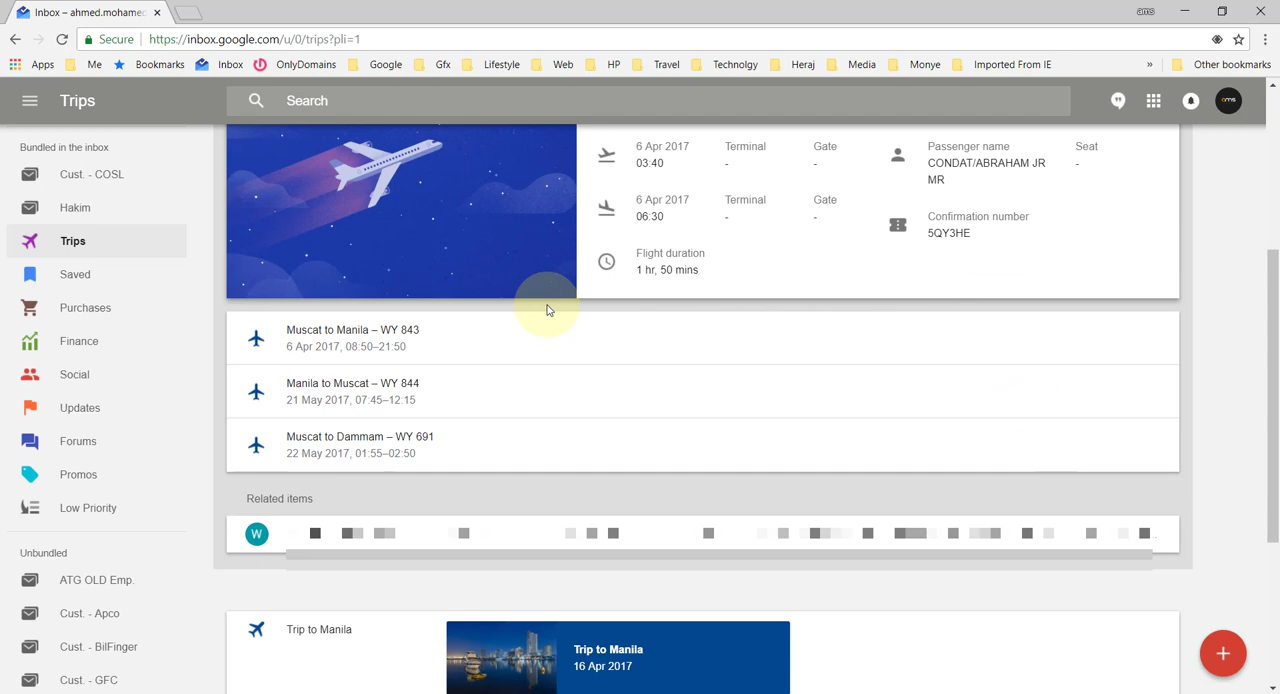 Inbox – ahmed.mohamed
ams
Secure | https://inbox.google.com/u/0/trips?pli=1
Apps Me Bookmarks Inbox OnlyDomains Google Gfx Lifestyle Web HP Travel Technolgy Heraj Media Monye Imported From IE » Other bookmarks
Trips Search ams
Bundled in the inbox
Cust. - COSL
Hakim
Trips
Saved
Purchases
Finance
Social
Updates
Forums
Promos
Low Priority
Unbundled
ATG OLD Emp.
Cust. - Apco
Cust. - BilFinger
Cust. - GFC
6 Apr 2017 Terminal Gate
03:40 - -
6 Apr 2017 Terminal Gate
06:30 - -
Flight duration
1 hr, 50 mins
Passenger name Seat
CONDAT/ABRAHAM JR -
MR
Confirmation number
5QY3HE
Muscat to Manila – WY 843
6 Apr 2017, 08:50–21:50
Manila to Muscat – WY 844
21 May 2017, 07:45–12:15
Muscat to Dammam – WY 691
22 May 2017, 01:55–02:50
Related items
W
Trip to Manila
Trip to Manila
16 Apr 2017
+